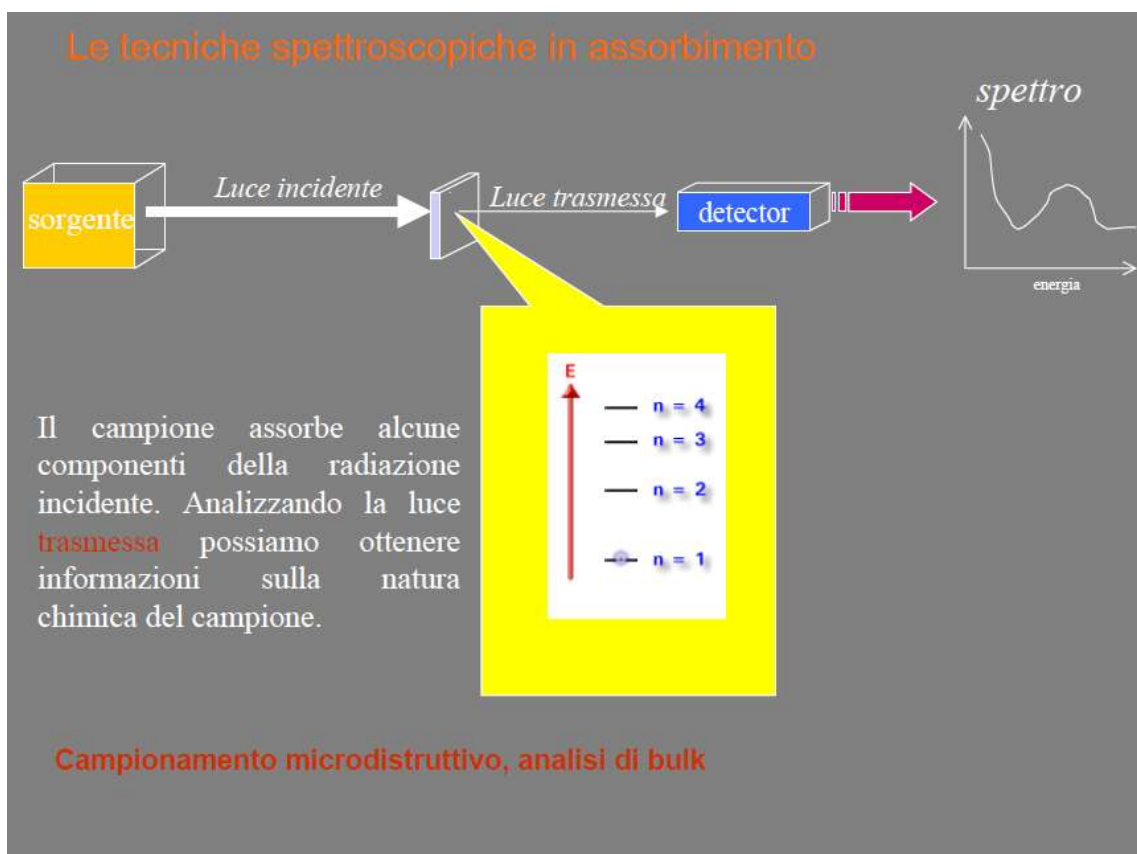 Le tecniche spettroscopiche in assorbimento
spettro
Luce incidente
Luce trasmessa
sorgente
detector
energia
E
n = 4
n = 3
n = 2
n = 1
Il campione assorbe alcune
componenti della radiazione
incidente. Analizzando la luce
trasmessa possiamo ottenere
informazioni sulla natura
chimica del campione.
Campionamento microdistruttivo, analisi di bulk